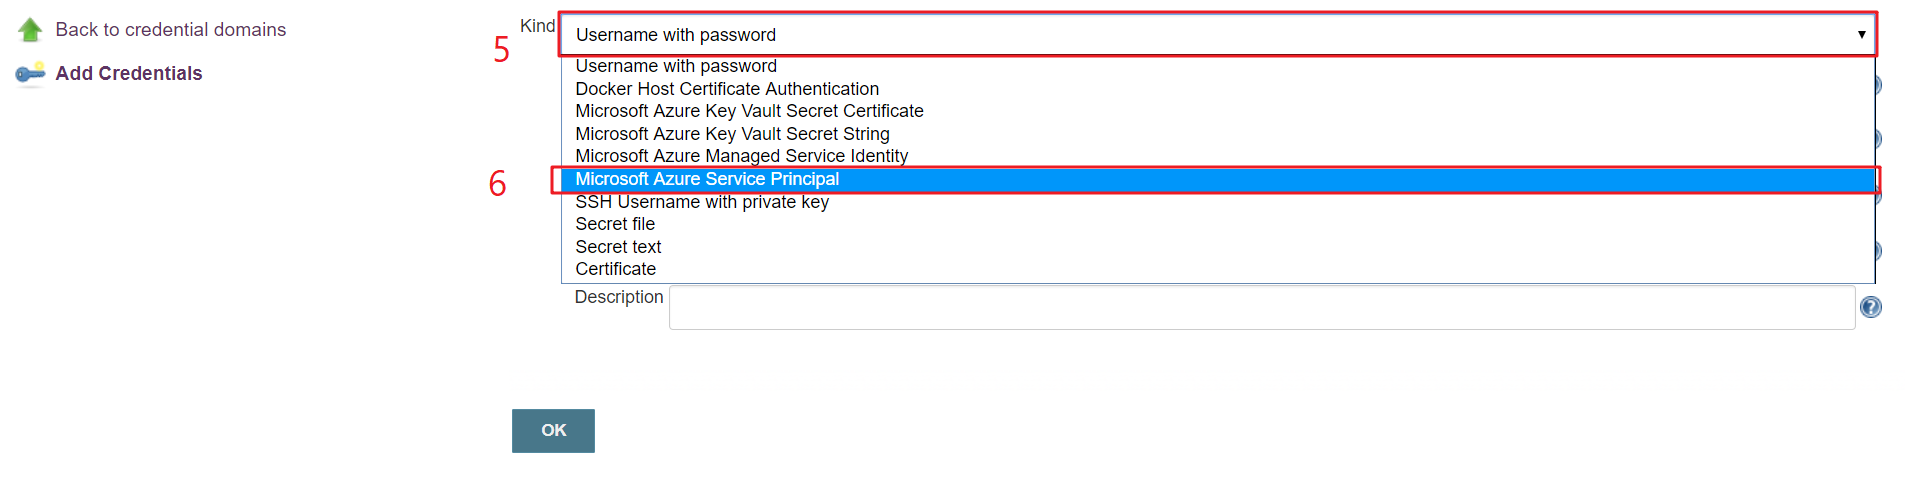 Back to credential domains
Add Credentials
Kind
5
Username with password
Username with password
Docker Host Certificate Authentication
Microsoft Azure Key Vault Secret Certificate
Microsoft Azure Key Vault Secret String
Microsoft Azure Managed Service Identity
6
Microsoft Azure Service Principal
SSH Username with private key
Secret file
Secret text
Certificate
Description
?
OK